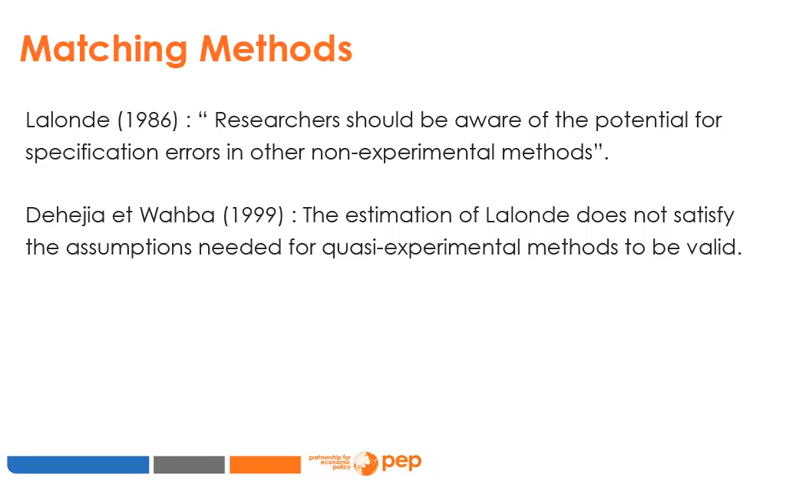 Matching Methods
Lalonde (1986) : “ Researchers should be aware of the potential for
specification errors in other non-experimental methods”.
Dehejia et Wahba (1999) : The estimation of Lalonde does not satisfy
the assumptions needed for quasi-experimental methods to be valid.
partnership for
economic
policy
pep